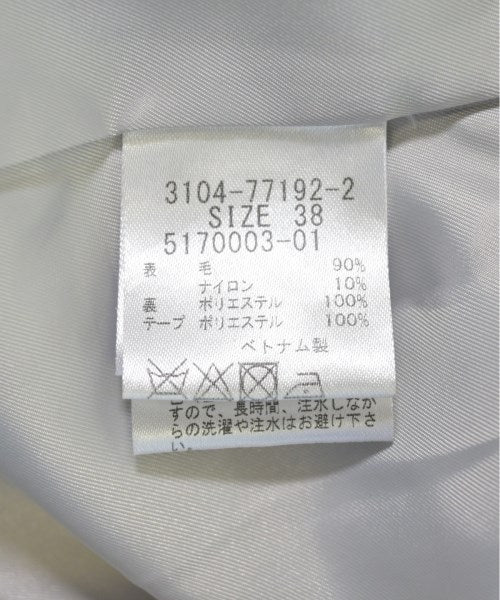 3104-77192-2
SIZE 38
5170003-01
表 毛 90%
ナイロン 10%
裏 ポリエステル 100%
テープ ポリエステル 100%
ベトナム製
すので、長時間、注水しなが
らの洗濯や注水はお避け下さ
い。